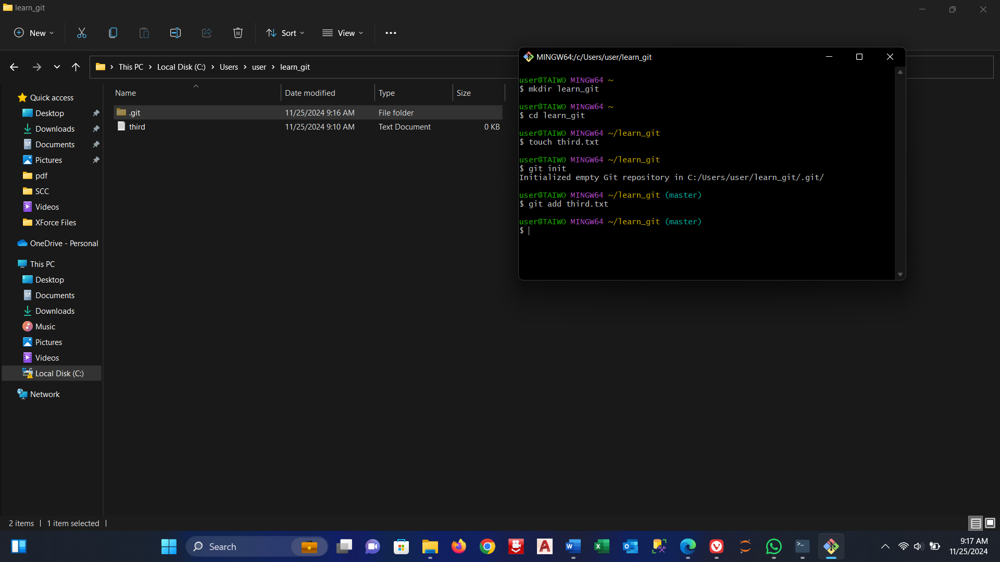 learn_git
New
Sort
View
This PC
Local Disk (C:)
Users
user
learn_git
Name
Date modified
Type
Size
.git
11/25/2024 9:16 AM
File folder
third
11/25/2024 9:10 AM
Text Document
0 KB
Quick access
Desktop
Downloads
Documents
Pictures
pdf
SCC
Videos
XForce Files
OneDrive - Personal
This PC
Desktop
Documents
Downloads
Music
Pictures
Videos
Local Disk (C:)
Network
MINGW64:/c/Users/user/learn_git
user@TAIWO MINGW64 ~
$ mkdir learn_git
user@TAIWO MINGW64 ~
$ cd learn_git
user@TAIWO MINGW64 ~/learn_git
$ touch third.txt
user@TAIWO MINGW64 ~/learn_git
$ git init
Initialized empty Git repository in C:/Users/user/learn_git/.git/
user@TAIWO MINGW64 ~/learn_git (master)
$ git add third.txt
user@TAIWO MINGW64 ~/learn_git (master)
$
2 items
1 item selected
Search
9:17 AM
11/25/2024